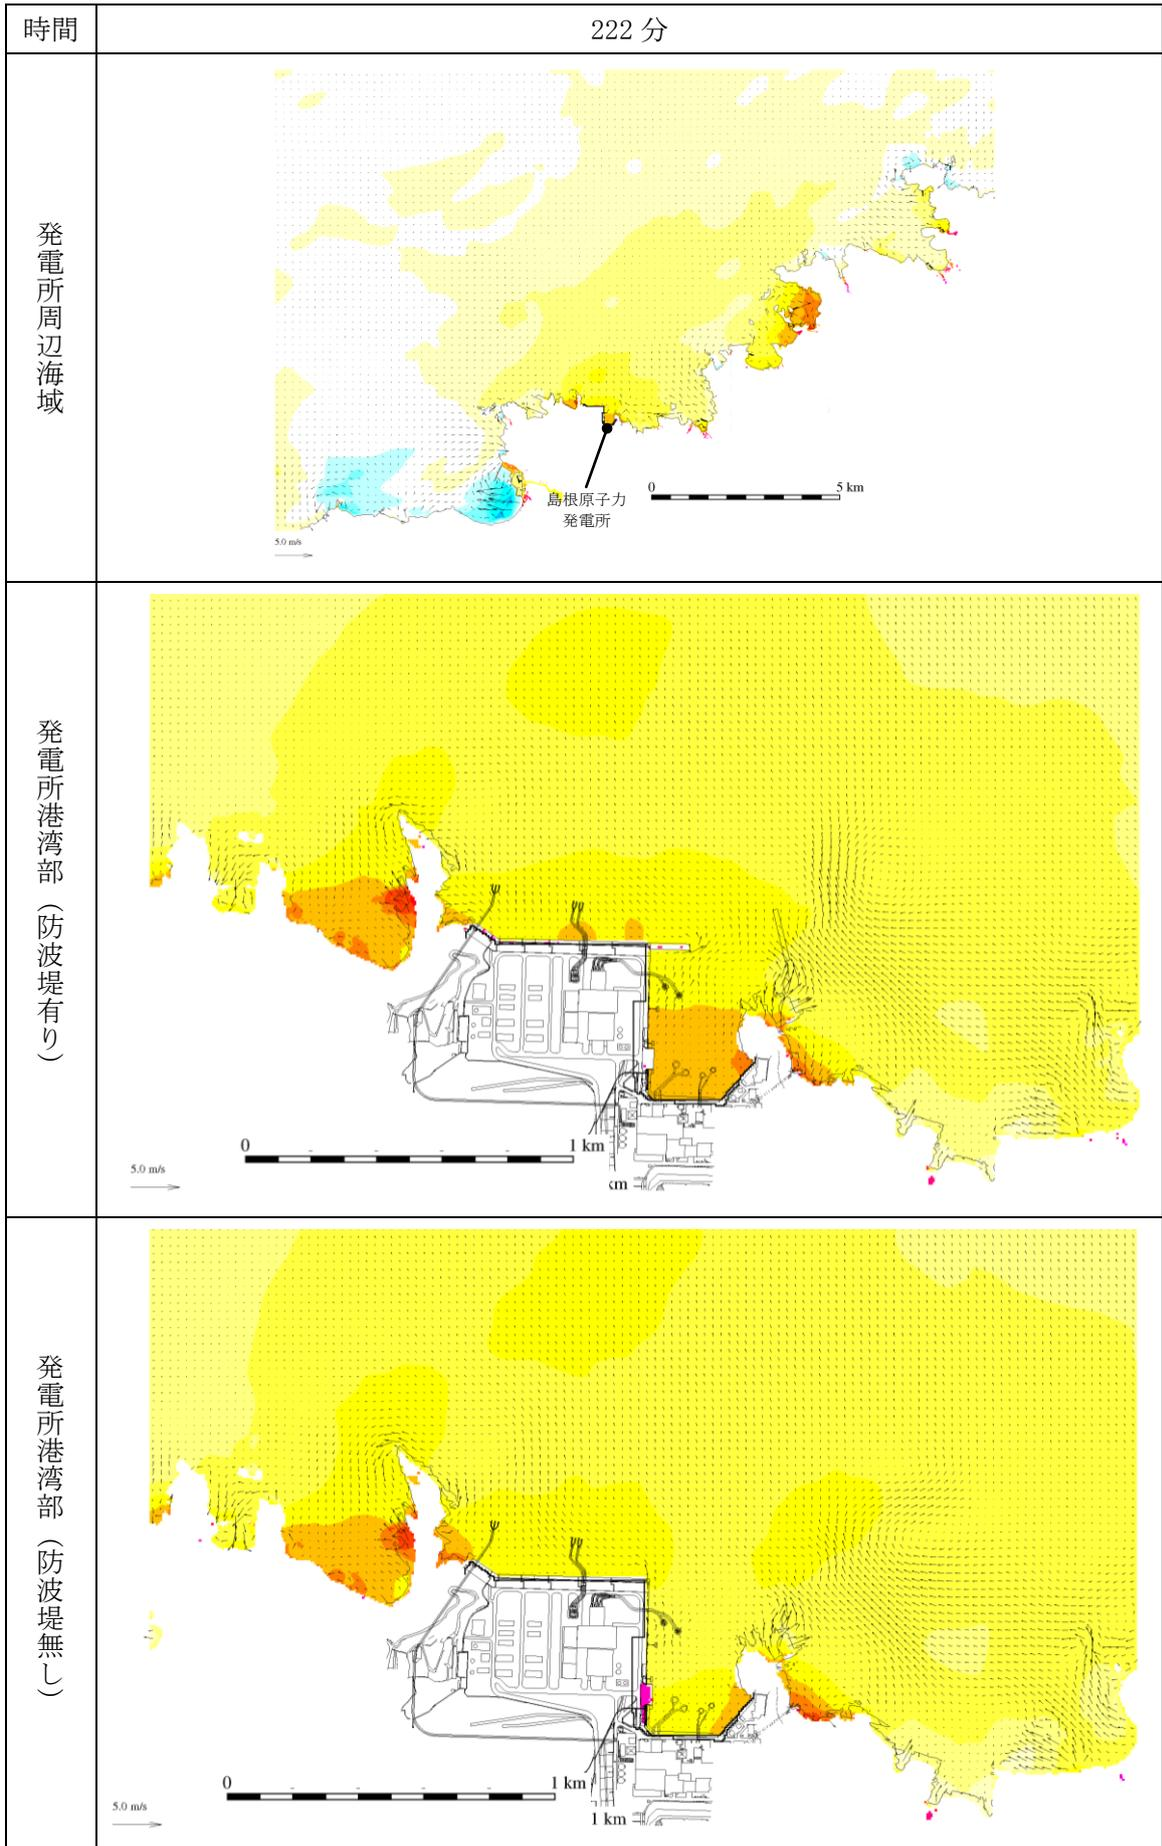 時間
222 分
発電所周辺海域
0
5 km
島根原子力
発電所
5.0 m/s
発電所港湾部（防波堤有り）
0
1 km
5.0 m/s
km
発電所港湾部（防波堤無し）
0
1 km
5.0 m/s
1 km